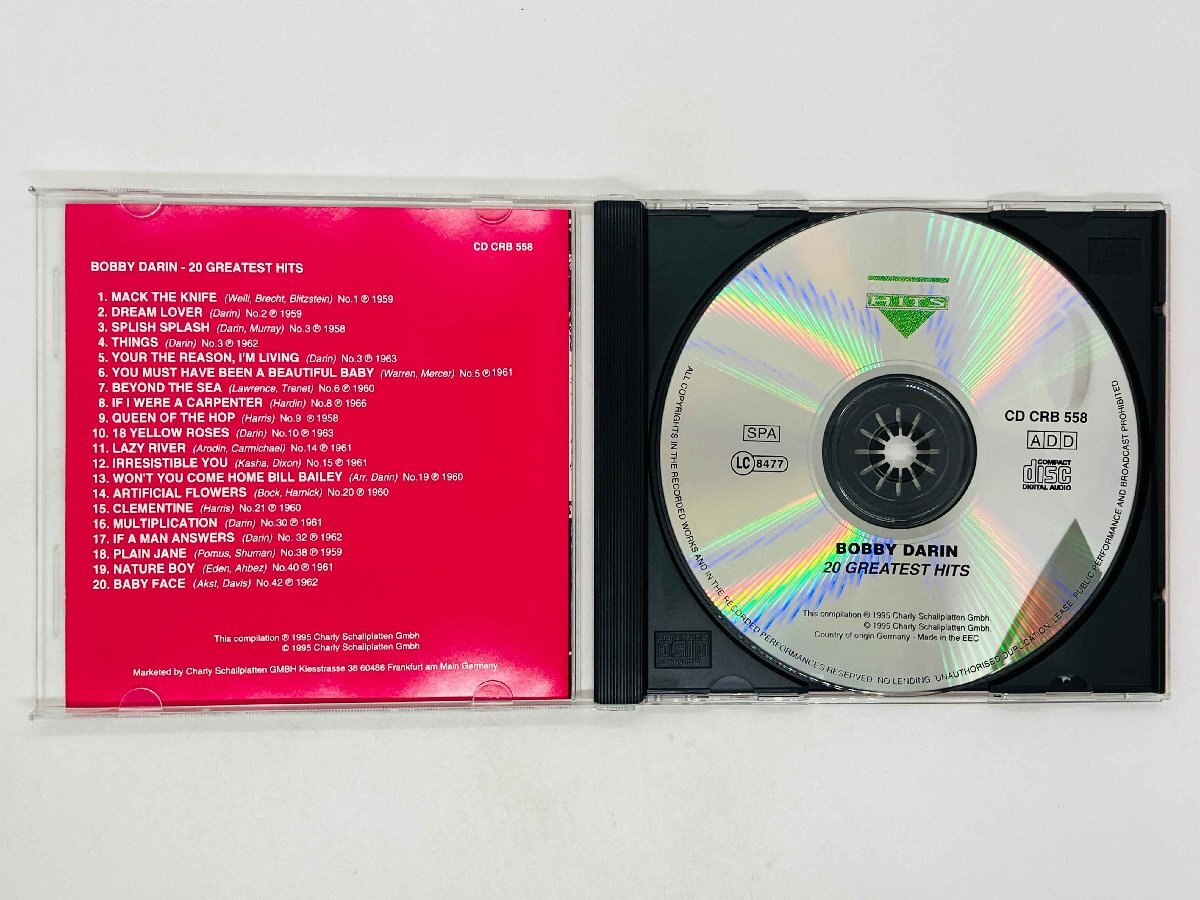 CD CRB 558
BOBBY DARIN - 20 GREATEST HITS
1. MACK THE KNIFE (Weill, Brecht, Blitzstein) No.1 ℗ 1959
2. DREAM LOVER (Darin) No.2 ℗ 1959
3. SPLISH SPLASH (Darin, Murray) No.3 ℗ 1958
4. THINGS (Darin) No.3 ℗ 1962
5. YOUR THE REASON, I'M LIVING (Darin) No.3 ℗ 1963
6. YOU MUST HAVE BEEN A BEAUTIFUL BABY (Warren, Mercer) No.5 ℗ 1961
7. BEYOND THE SEA (Lawrence, Trenet) No.6 ℗ 1960
8. IF I WERE A CARPENTER (Hardin) No.8 ℗ 1966
9. QUEEN OF THE HOP (Harris) No.9 ℗ 1958
10. 18 YELLOW ROSES (Darin) No.10 ℗ 1963
11. LAZY RIVER (Arodin, Carmichael) No.14 ℗ 1961
12. IRRESISTIBLE YOU (Kasha, Dixon) No.15 ℗ 1961
13. WON'T YOU COME HOME BILL BAILEY (Arr. Darin) No.19 ℗ 1960
14. ARTIFICIAL FLOWERS (Bock, Harnick) No.20 ℗ 1960
15. CLEMENTINE (Harris) No.21 ℗ 1960
16. MULTIPLICATION (Darin) No.30 ℗ 1961
17. IF A MAN ANSWERS (Darin) No. 32 ℗ 1962
18. PLAIN JANE (Pomus, Shuman) No.38 ℗ 1959
19. NATURE BOY (Eden, Ahbez) No.40 ℗ 1961
20. BABY FACE (Akst, Davis) No.42 ℗ 1962
This compilation ℗ 1995 Charly Schallplatten Gmbh
© 1995 Charly Schallplatten Gmbh
Marketed by Charly Schallplatten GMBH Kiesstrasse 38 60486 Frankfurt am Main Germany
HITS
CD CRB 558
SPA
ADD
LC 8477
COMPACT
disc
DIGITAL AUDIO
BOBBY DARIN
20 GREATEST HITS
This compilation ℗ 1995 Charly Schallplatten Gmbh.
© 1995 Charly Schallplatten Gmbh.
Country of origin Germany - Made in the EEC
ALL COPYRIGHTS IN THE RECORDED WORKS AND IN THE RECORDED PERFORMANCES RESERVED. NO LENDING, UNAUTHORISED DUPLICATION, LEASE, PUBLIC PERFORMANCE AND BROADCAST PROHIBITED